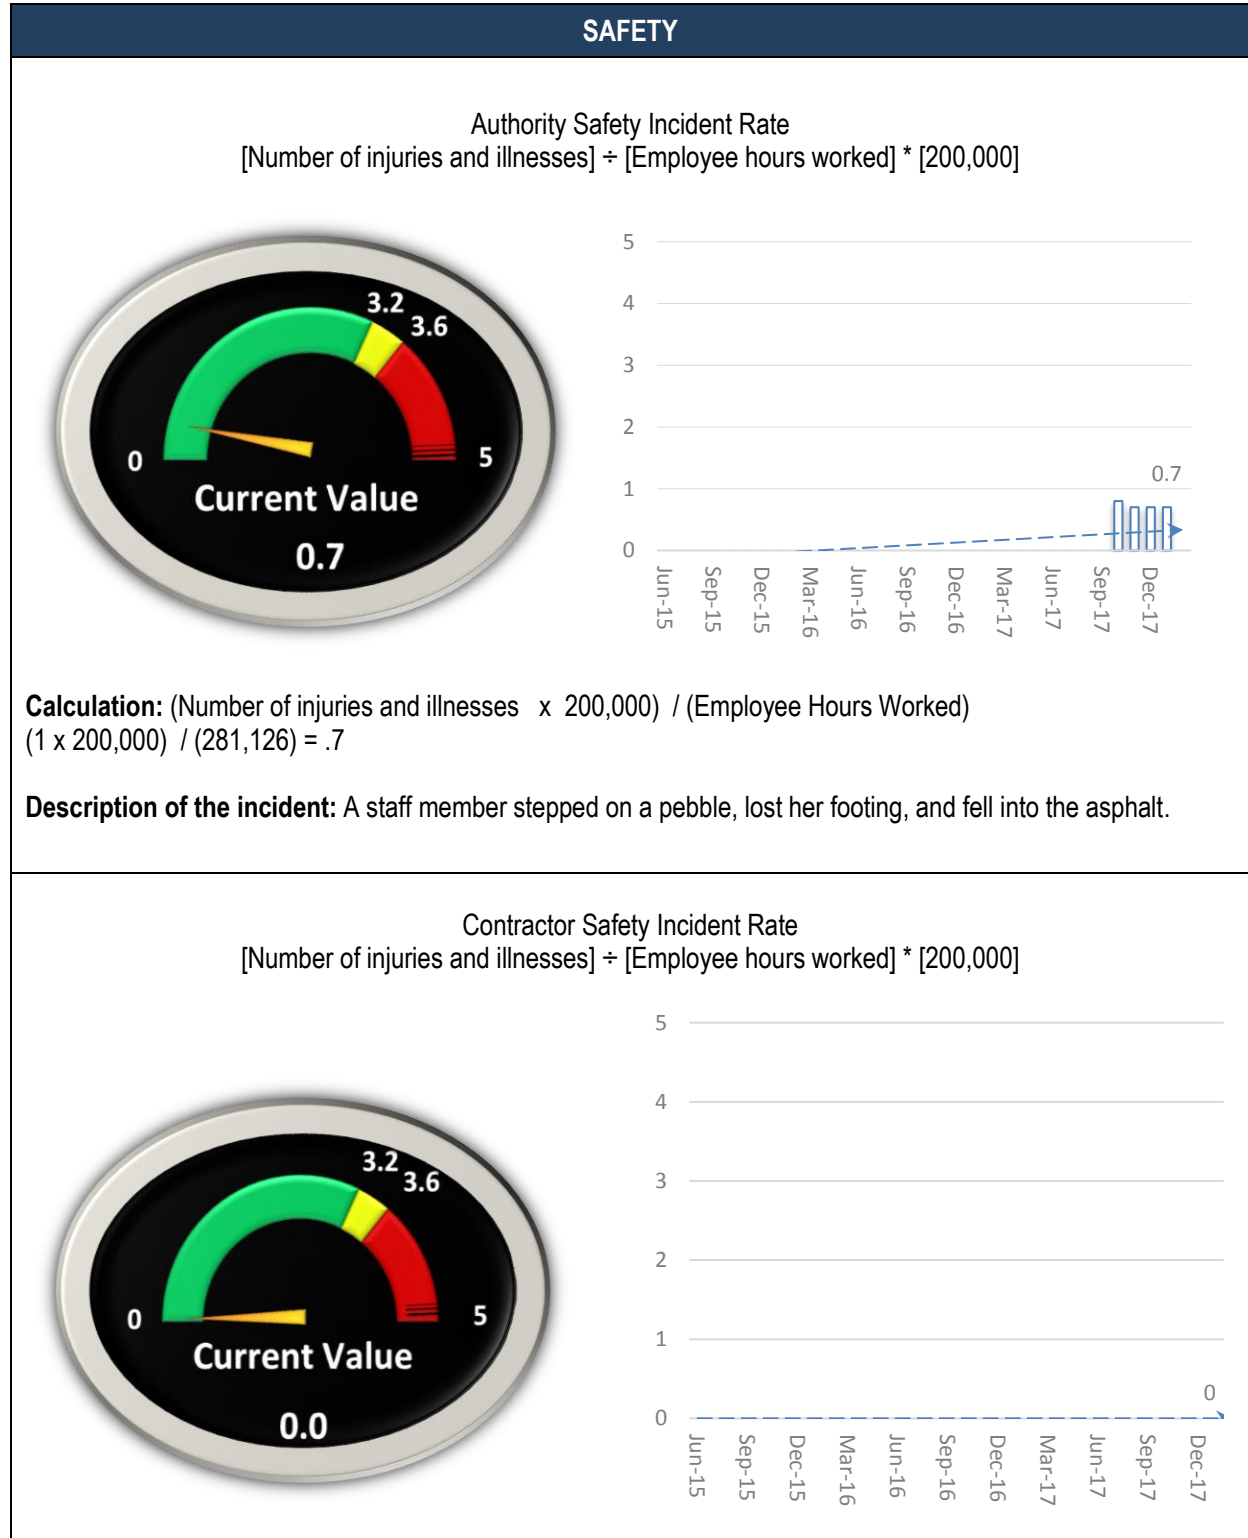 SAFETY
Authority Safety Incident Rate
[Number of injuries and illnesses] ÷ [Employee hours worked] * [200,000]
3.2
3.6
0
5
Current Value
0.7
5
4
3
2
1
0
0.7
Jun-15
Sep-15
Dec-15
Mar-16
Jun-16
Sep-16
Dec-16
Mar-17
Jun-17
Sep-17
Dec-17
Calculation: (Number of injuries and illnesses x 200,000) / (Employee Hours Worked)
(1 x 200,000) / (281,126) = .7
Description of the incident: A staff member stepped on a pebble, lost her footing, and fell into the asphalt.
Contractor Safety Incident Rate
[Number of injuries and illnesses] ÷ [Employee hours worked] * [200,000]
3.2
3.6
0
5
Current Value
0.0
5
4
3
2
1
0
0
Jun-15
Sep-15
Dec-15
Mar-16
Jun-16
Sep-16
Dec-16
Mar-17
Jun-17
Sep-17
Dec-17